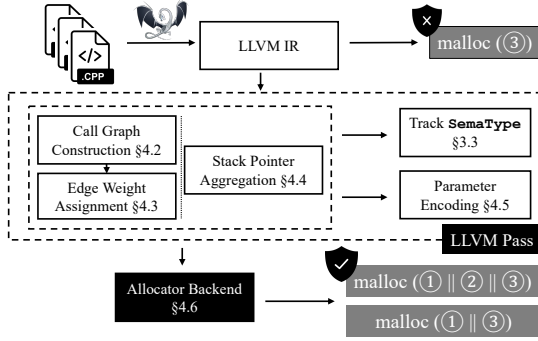 </>
.CPP
LLVM IR
malloc (③)
Call Graph
Construction §4.2
Edge Weight
Assignment §4.3
Stack Pointer
Aggregation §4.4
Track SemaType
§3.3
Parameter
Encoding §4.5
LLVM Pass
Allocator Backend
§4.6
malloc (① || ② || ③)
malloc (① || ③)